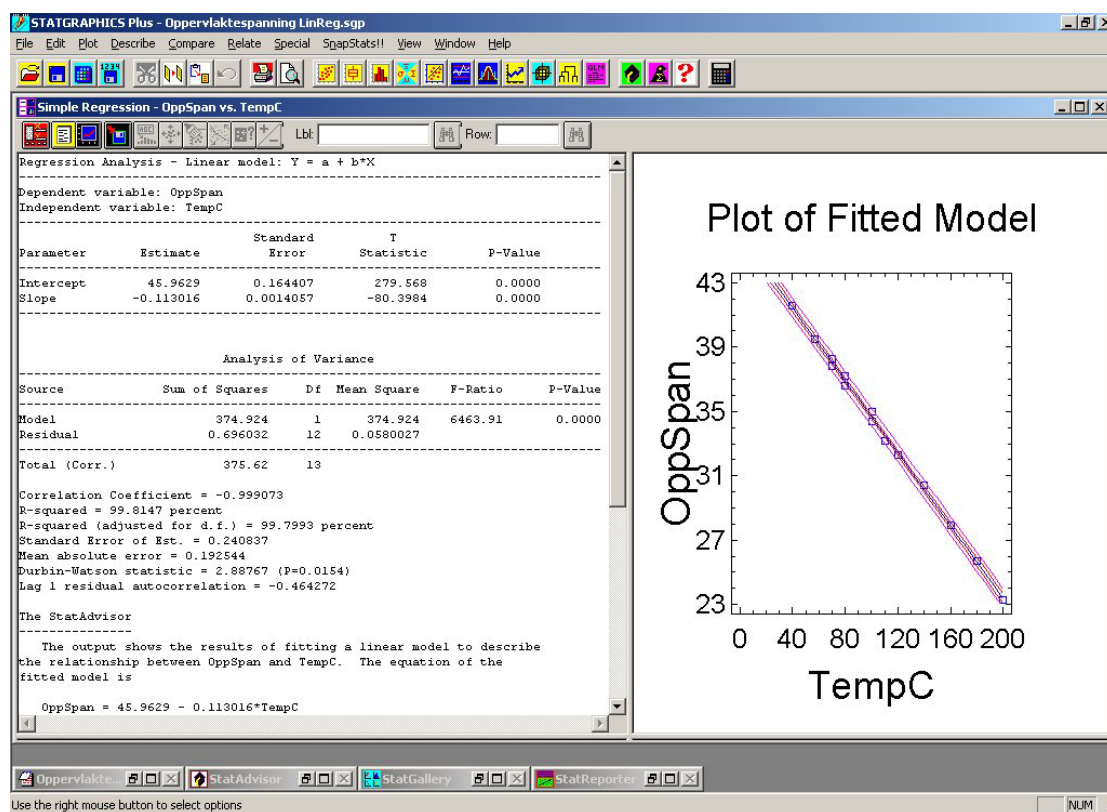 STATGRAPHICS Plus - Oppervlaktespanning LinReg.sgp
File Edit Plot Describe Compare Relate Special SnapStats!! View Window Help
Simple Regression - OppSpan vs. TempC
Lbl: Row:
Regression Analysis - Linear model: Y = a + b*X
Dependent variable: OppSpan
Independent variable: TempC
Standard T
Parameter Estimate Error Statistic P-Value
Intercept 45.9629 0.164407 279.568 0.0000
Slope -0.113016 0.0014057 -80.3984 0.0000
Analysis of Variance
Source Sum of Squares Df Mean Square F-Ratio P-Value
Model 374.924 1 374.924 6463.91 0.0000
Residual 0.696032 12 0.0580027
Total (Corr.) 375.62 13
Correlation Coefficient = -0.999073
R-squared = 99.8147 percent
R-squared (adjusted for d.f.) = 99.7993 percent
Standard Error of Est. = 0.240837
Mean absolute error = 0.192544
Durbin-Watson statistic = 2.88767 (P=0.0154)
Lag 1 residual autocorrelation = -0.464272
The StatAdvisor
The output shows the results of fitting a linear model to describe
the relationship between OppSpan and TempC. The equation of the
fitted model is
OppSpan = 45.9629 - 0.113016*TempC
Plot of Fitted Model
OppSpan
43
39
35
31
27
23
0 40 80 120 160 200
TempC
Oppervlakte... StatAdvisor StatGallery StatReporter
Use the right mouse button to select options
NUM